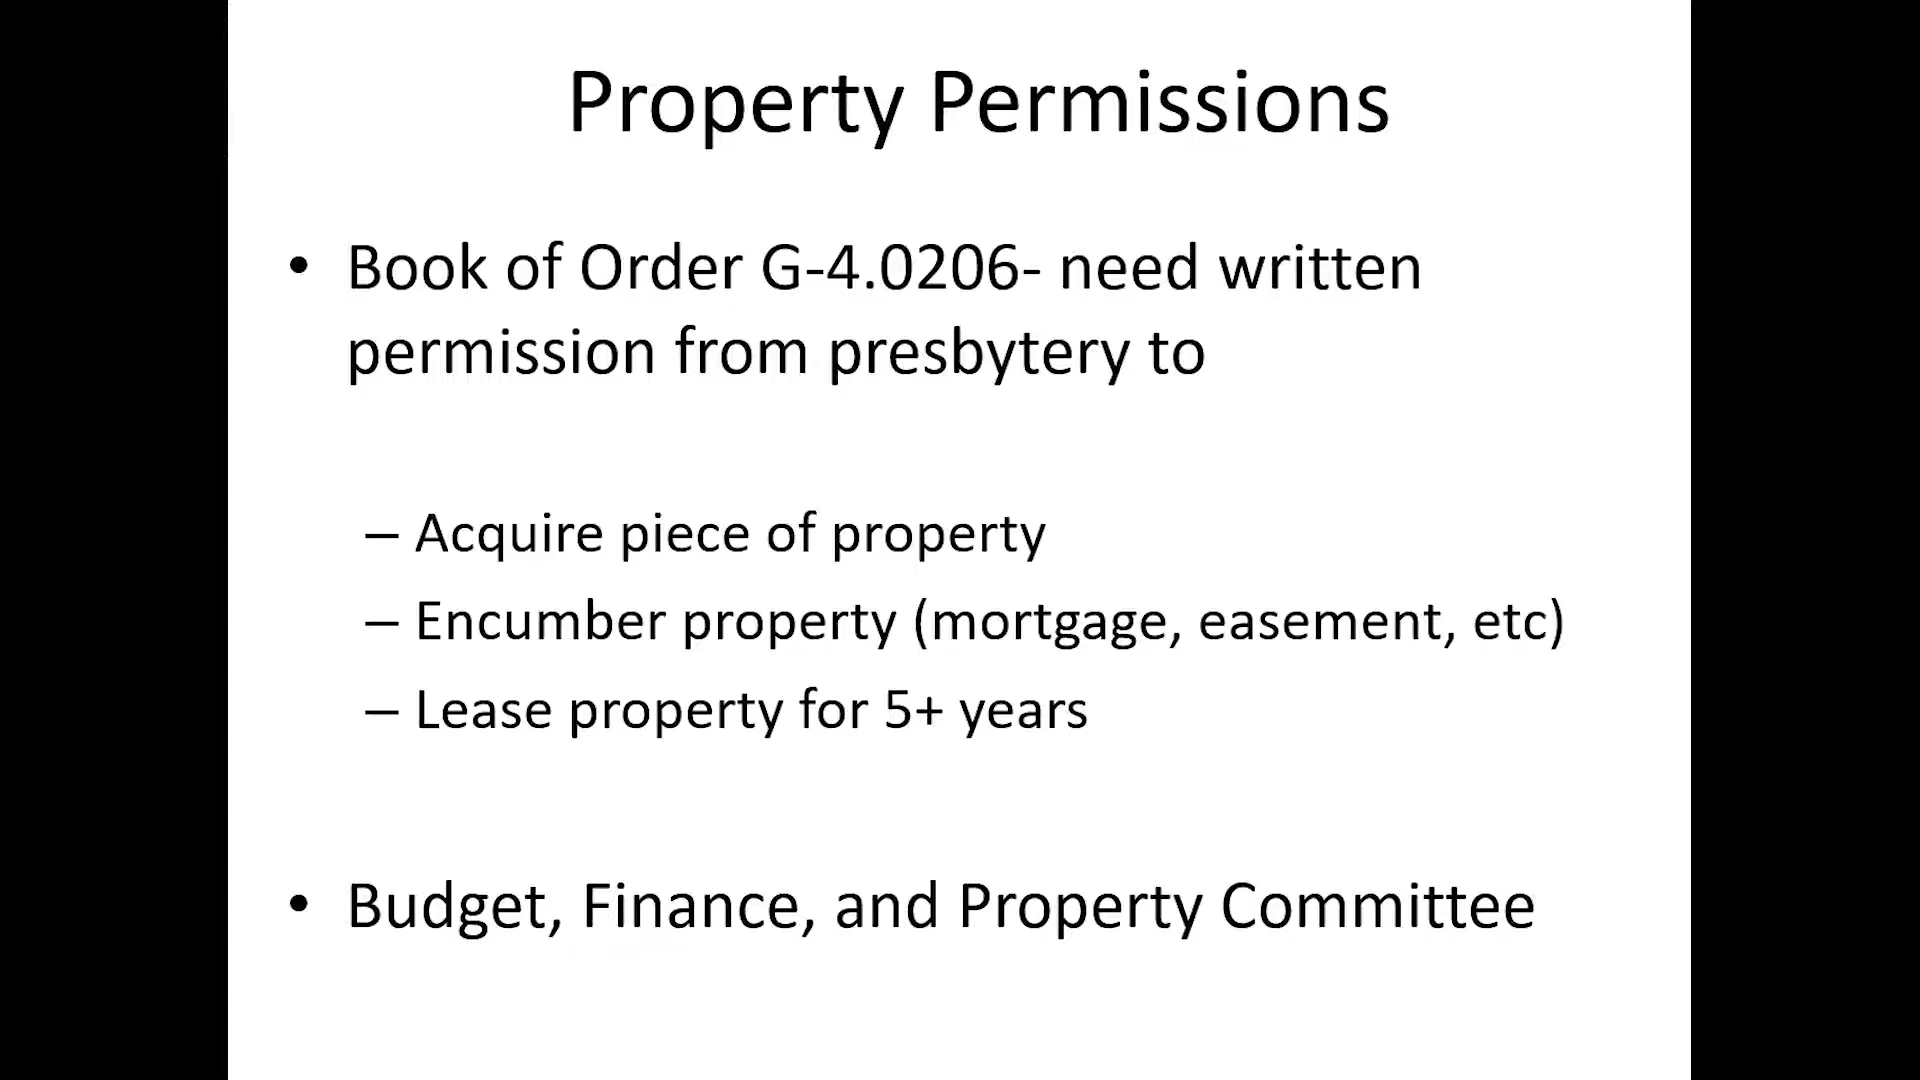 Property Permissions
• Book of Order G-4.0206- need written
permission from presbytery to
– Acquire piece of property
– Encumber property (mortgage, easement, etc)
– Lease property for 5+ years
• Budget, Finance, and Property Committee